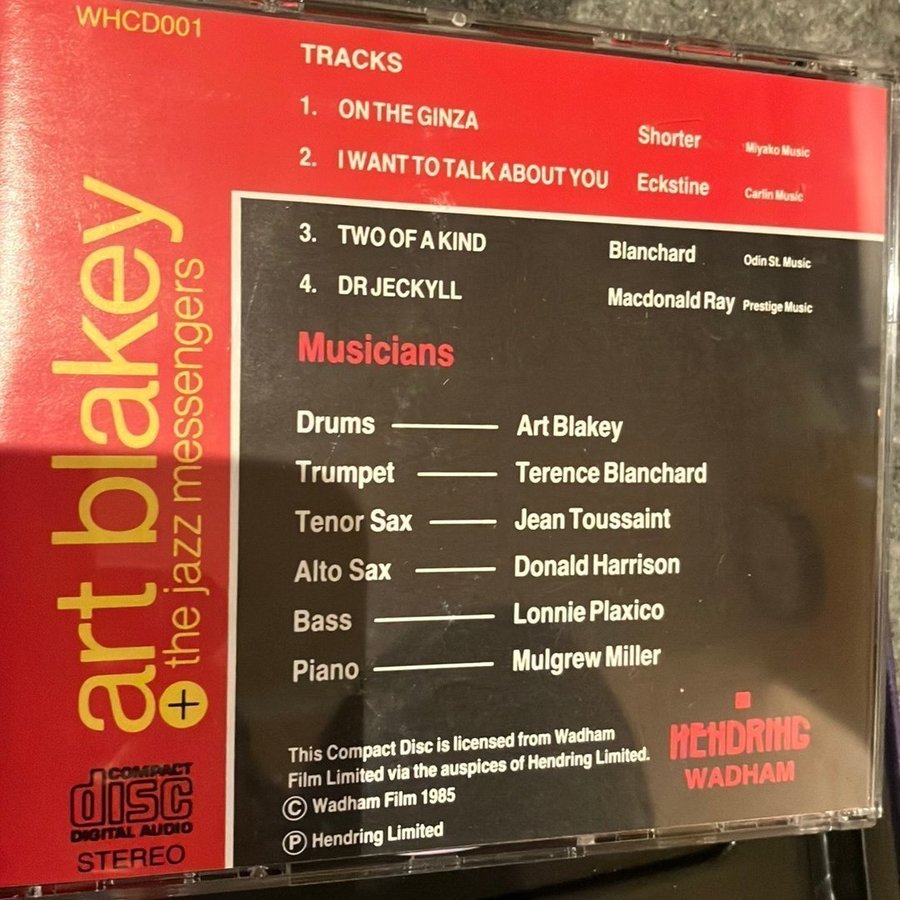 WHCD001
TRACKS
1. ON THE GINZA Shorter Miyako Music
2. I WANT TO TALK ABOUT YOU Eckstine Carlin Music
3. TWO OF A KIND Blanchard Odin St. Music
4. DR JECKYLL Macdonald Ray Prestige Music
art blakey
+ the jazz messengers
Musicians
Drums Art Blakey
Trumpet Terence Blanchard
Tenor Sax Jean Toussaint
Alto Sax Donald Harrison
Bass Lonnie Plaxico
Piano Mulgrew Miller
This Compact Disc is licensed from Wadham
Film Limited via the auspices of Hendring Limited.
© Wadham Film 1985
℗ Hendring Limited
HENDRING
WADHAM
COMPACT
disc
DIGITAL AUDIO
STEREO